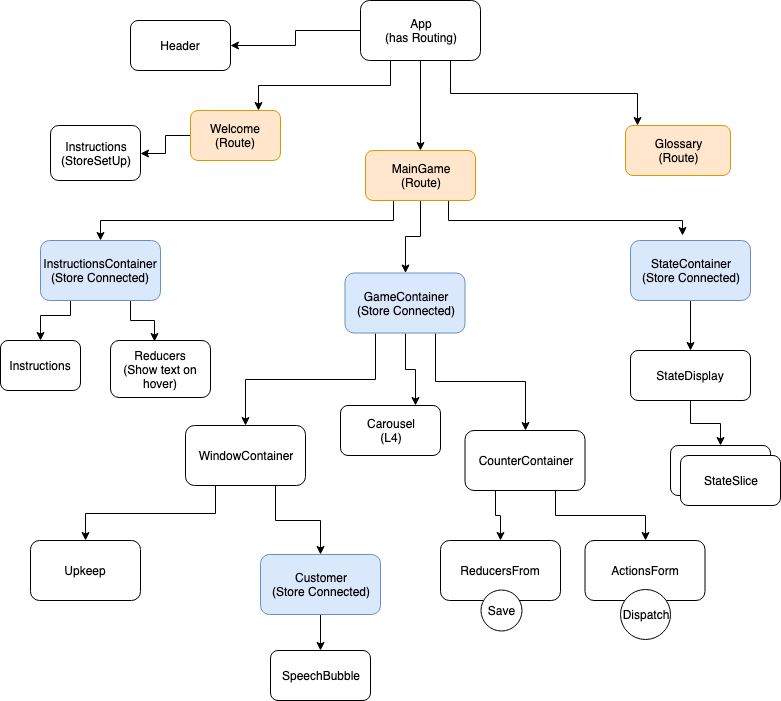 App
(has Routing)
Header
Welcome
(Route)
Instructions
(StoreSetUp)
Glossary
(Route)
MainGame
(Route)
InstructionsContainer
(Store Connected)
StateContainer
(Store Connected)
GameContainer
(Store Connected)
Instructions
Reducers
(Show text on
hover)
StateDisplay
Carousel
(L4)
WindowContainer
CounterContainer
StateSlice
Upkeep
Customer
(Store Connected)
ReducersFrom
Save
ActionsForm
Dispatch
SpeechBubble